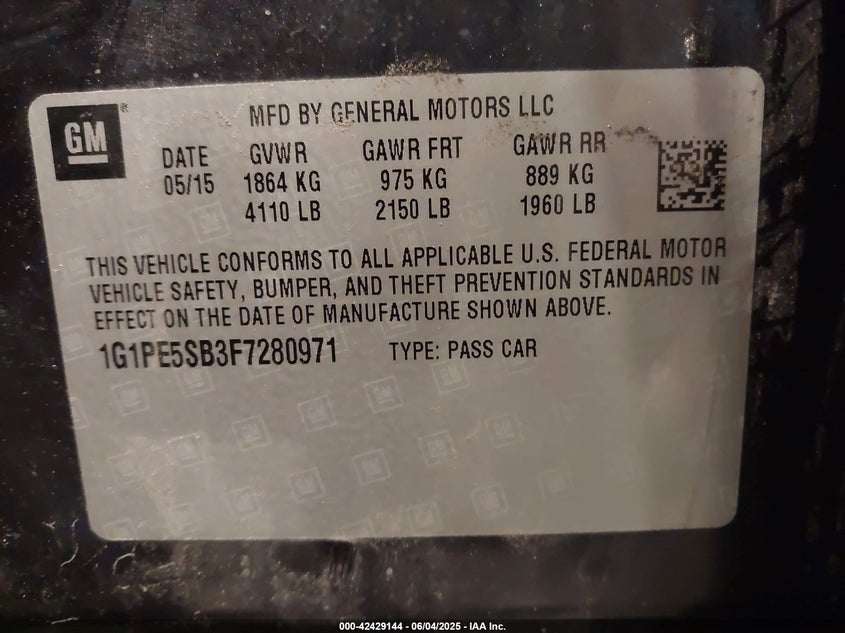 GM
MFD BY GENERAL MOTORS LLC
DATE GVWR GAWR FRT GAWR RR
05/15 1864 KG 975 KG 889 KG
4110 LB 2150 LB 1960 LB
THIS VEHICLE CONFORMS TO ALL APPLICABLE U.S. FEDERAL MOTOR
VEHICLE SAFETY, BUMPER, AND THEFT PREVENTION STANDARDS IN
EFFECT ON THE DATE OF MANUFACTURE SHOWN ABOVE.
1G1PE5SB3F7280971 TYPE: PASS CAR
000-42429144 - 06/04/2025 - IAA Inc.